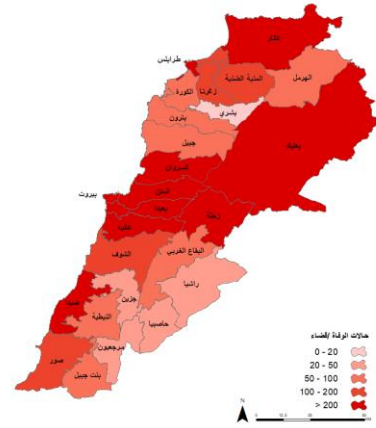 عكار
طرابلس
المنية الضنية
الهرمل
زغرتا
الكورة
بشري
بترون
جبيل
بعلبك
كسروان
المتن
بيروت
بعبدا
عاليه
زحلة
الشوف
البقاع الغربي
راشيا
جزين
صيدا
النبطية
حاصبيا
مرجعيون
صور
بنت جبيل
حالات الوفاة /قضاء
0 - 20
20 - 50
50 - 100
100 - 200
> 200
N